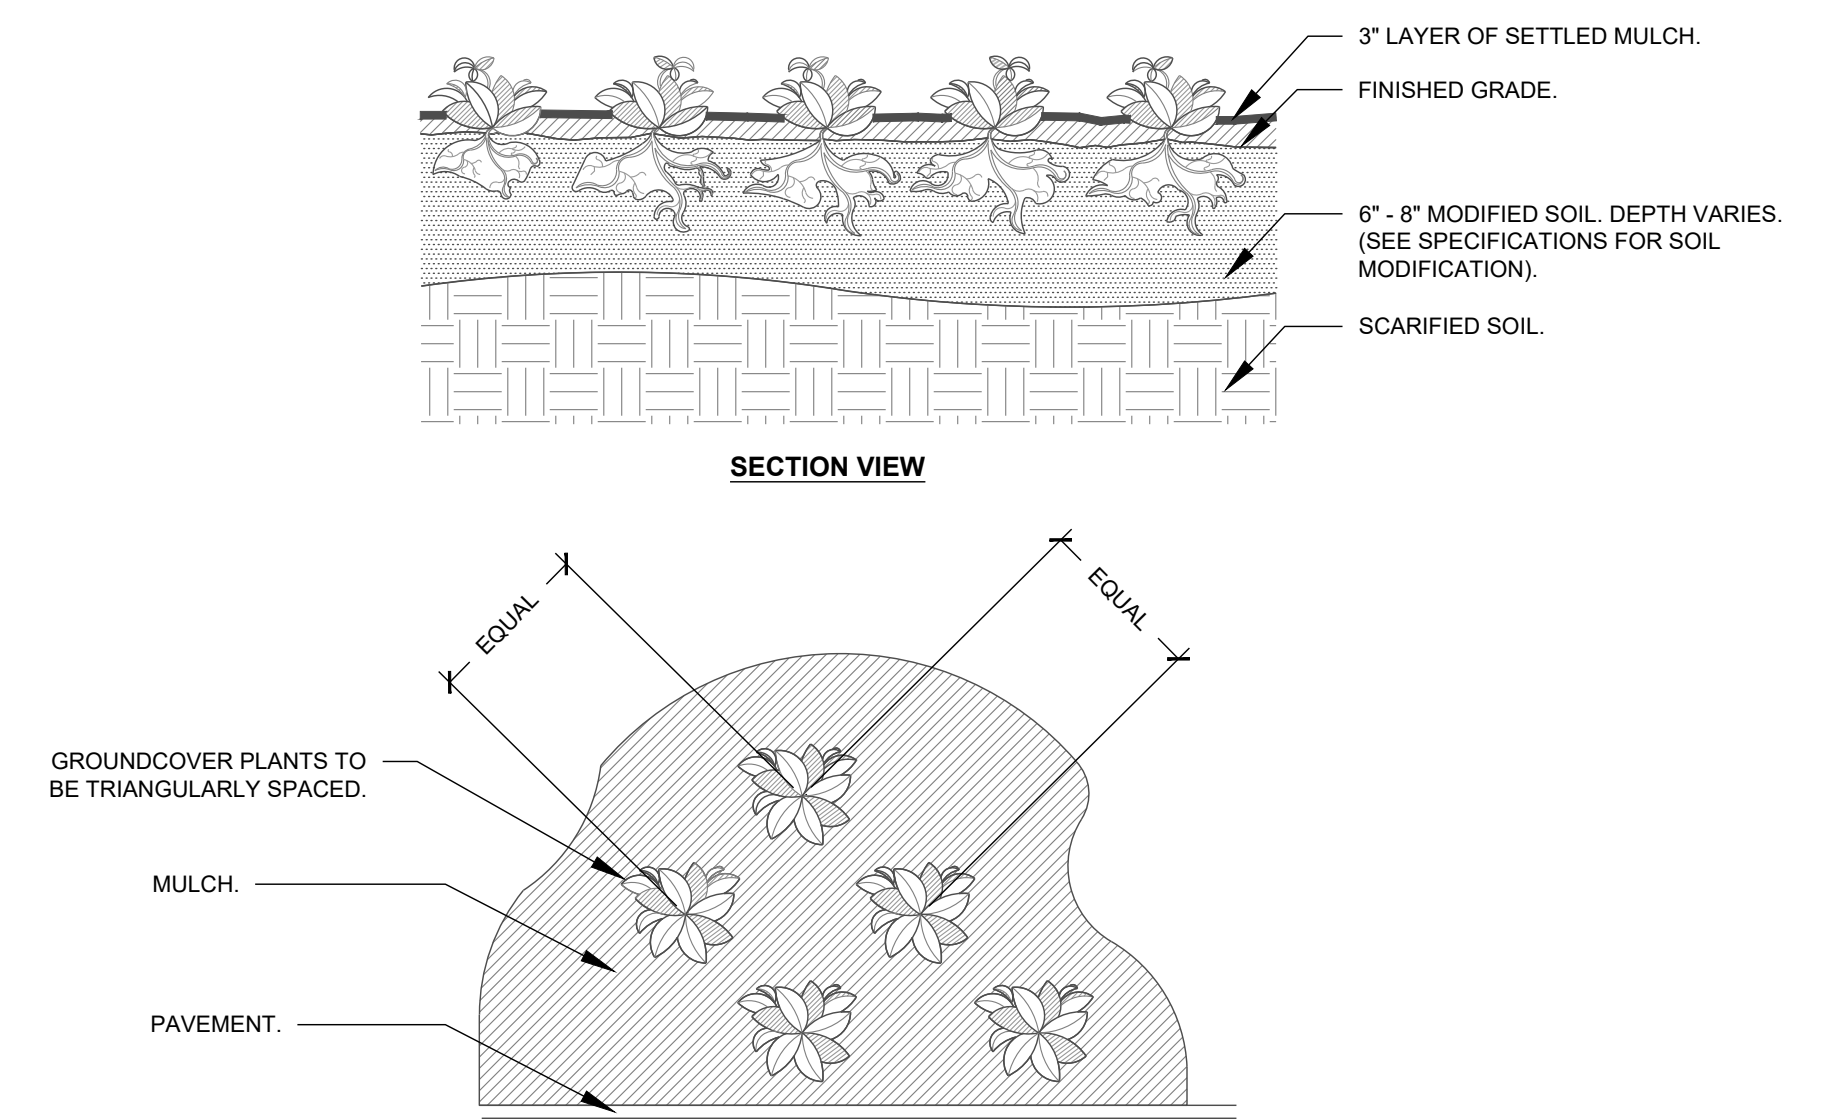 3" LAYER OF SETTLED MULCH.
FINISHED GRADE.
6" - 8" MODIFIED SOIL. DEPTH VARIES.
(SEE SPECIFICATIONS FOR SOIL
MODIFICATION).
SCARIFIED SOIL.
SECTION VIEW
EQUAL
EQUAL
GROUNDCOVER PLANTS TO
BE TRIANGULARLY SPACED.
MULCH.
PAVEMENT.